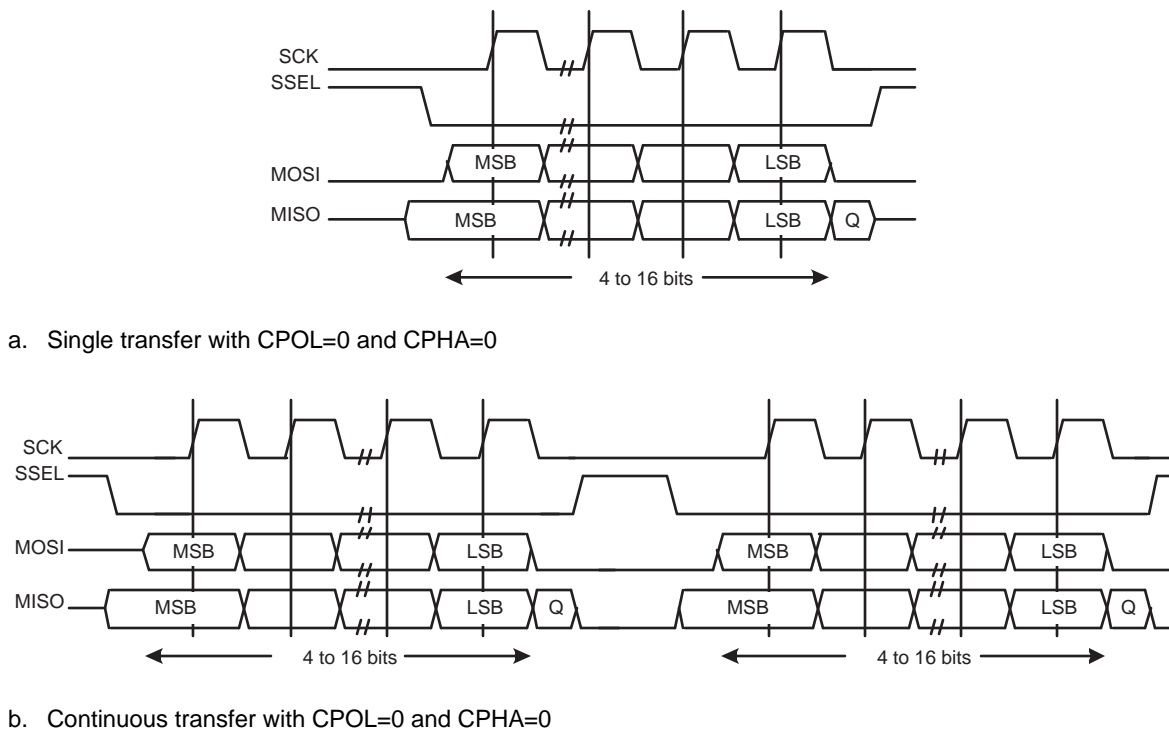 SCK
SSEL
MOSI
MSB
LSB
MISO
MSB
LSB
Q
4 to 16 bits
a. Single transfer with CPOL=0 and CPHA=0
SCK
SSEL
MOSI
MSB
LSB
MSB
LSB
MISO
MSB
LSB
Q
MSB
LSB
Q
4 to 16 bits
4 to 16 bits
b. Continuous transfer with CPOL=0 and CPHA=0